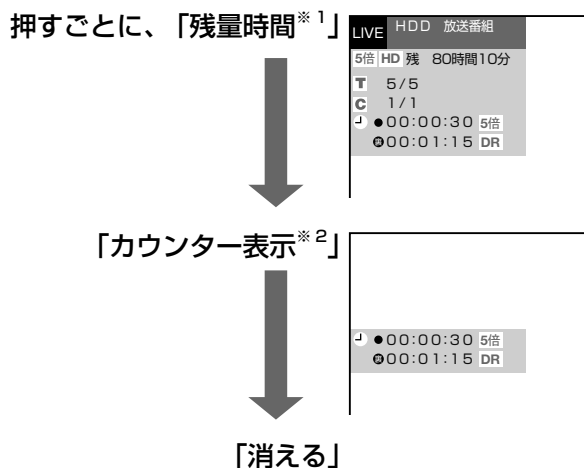 押すごとに、「残量時間※1」
LIVE HDD 放送番組
5倍 HD 残 80時間10分
T 5/5
C 1/1
●00:00:30 5倍
00:01:15 DR
「カウンター表示※2」
●00:00:30 5倍
00:01:15 DR
「消える」